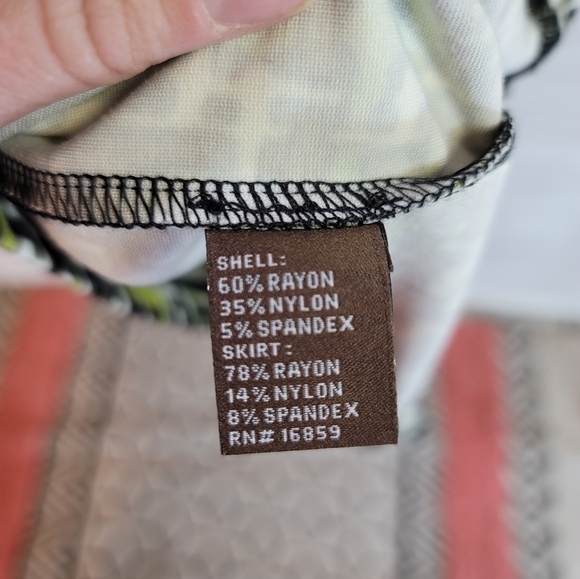 SHELL:
60% RAYON
35% NYLON
5% SPANDEX
SKIRT:
78% RAYON
14% NYLON
8% SPANDEX
RN# 16859